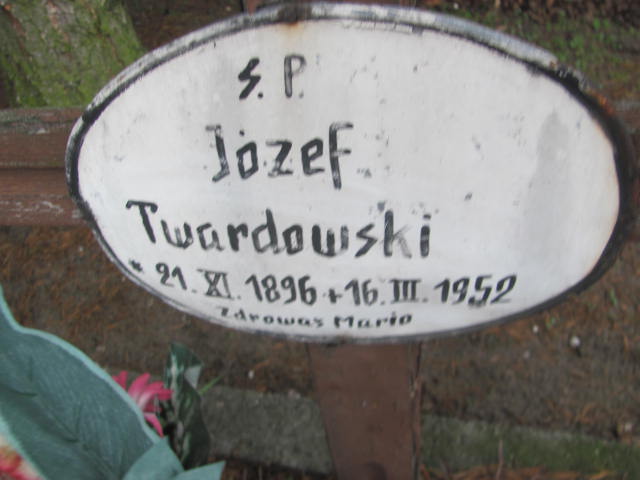 Ś. P.
Józef
Twardowski
* 21. XI. 1896 + 16. III. 1952
Zdrowaś Mario